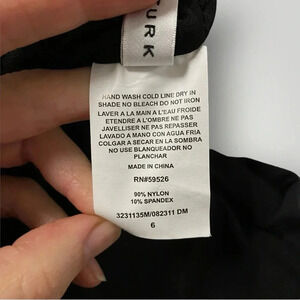 TURK
HAND WASH COLD LINE DRY IN
SHADE NO BLEACH DO NOT IRON
LAVER A LA MAIN A L'EAU FROIDE
ETENDRE A L'OMBRE NE PAS
JAVELLISER NE PAS REPASSER
LAVADO A MANO CON AGUA FRIA
COLGAR A SECAR EN LA SOMBRA
NO USE BLANQUEADOR NO
PLANCHAR
MADE IN CHINA
RN#59526
90% NYLON
10% SPANDEX
3231135M/082311 DM
6